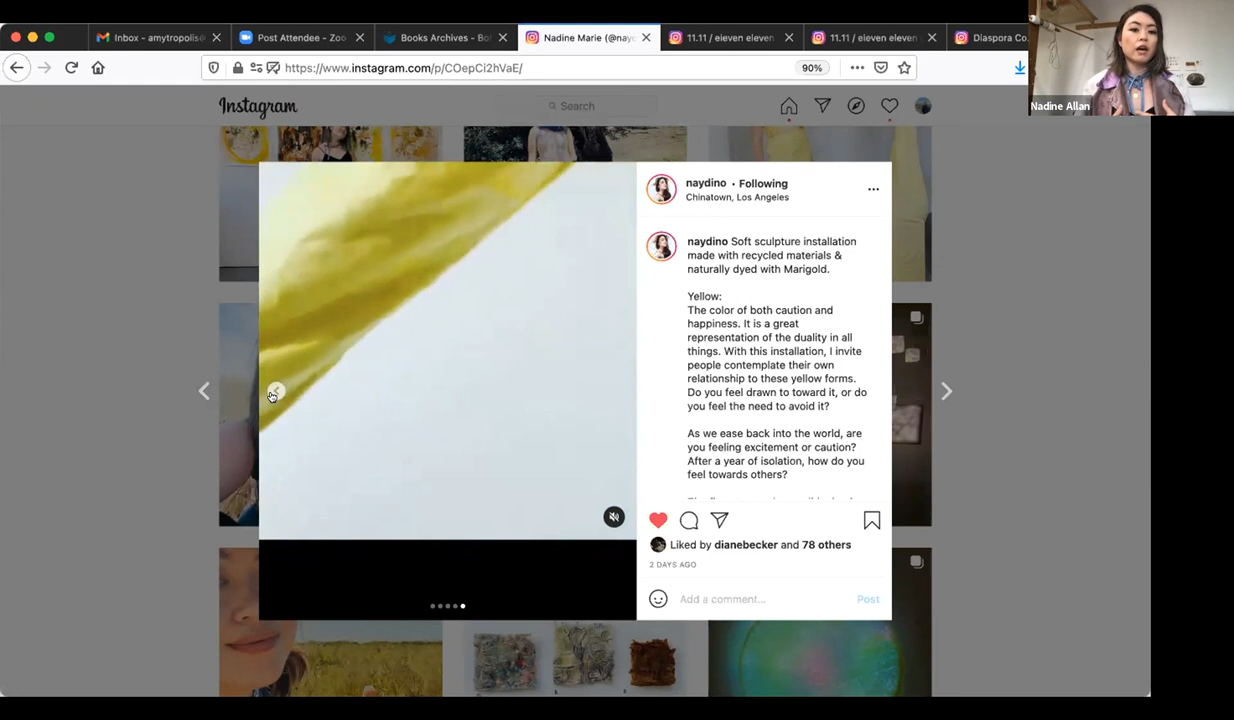 Inbox - amytropolis@
Post Attendee - Zoo
Books Archives - Bo
Nadine Marie (@nay
11.11 / eleven eleven
11.11 / eleven eleven
Diaspora Co.
https://www.instagram.com/p/COepCi2hVaE/
90%
Nadine Allan
Instagram
Search
naydino • Following
Chinatown, Los Angeles
naydino Soft sculpture installation
made with recycled materials &
naturally dyed with Marigold.
Yellow:
The color of both caution and
happiness. It is a great
representation of the duality in all
things. With this installation, I invite
people contemplate their own
relationship to these yellow forms.
Do you feel drawn to toward it, or do
you feel the need to avoid it?
As we ease back into the world, are
you feeling excitement or caution?
After a year of isolation, how do you
feel towards others?
Liked by dianebecker and 78 others
2 DAYS AGO
Add a comment...
Post